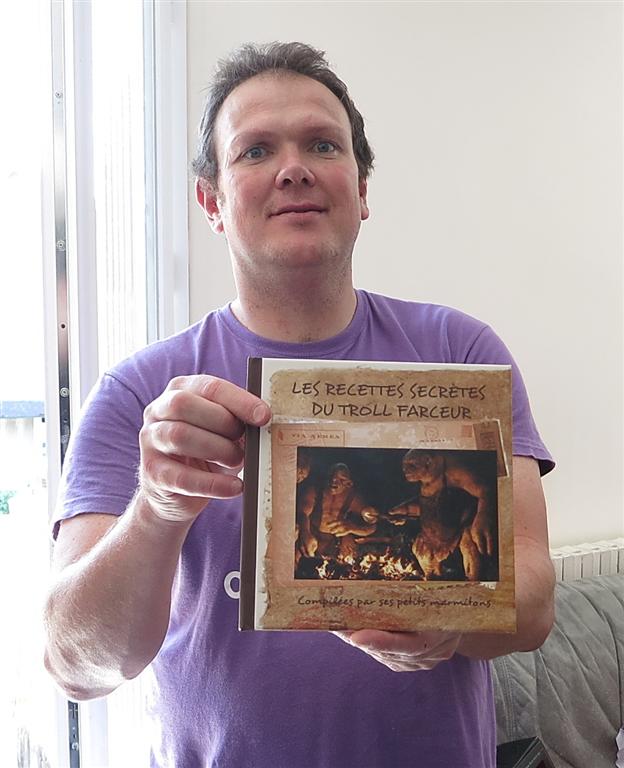 LES RECETTES SECRÈTES
DU TROLL FARCEUR
Compilées par ses petits marmitons